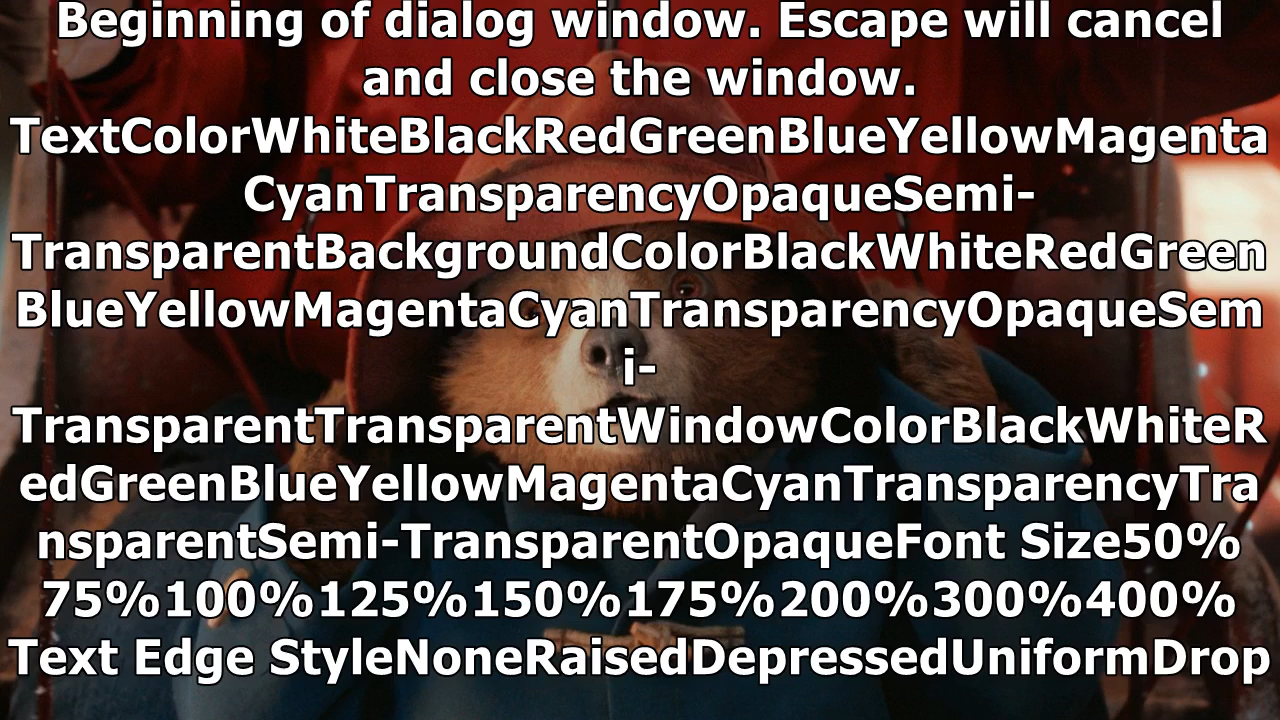 Beginning of dialog window. Escape will cancel
and close the window.
TextColorWhiteBlackRedGreenBlueYellowMagenta
CyanTransparencyOpaqueSemi-
TransparentBackgroundColorBlackWhiteRedGreen
BlueYellowMagentaCyanTransparencyOpaqueSem
i-
TransparentTransparentWindowColorBlackWhiteR
edGreenBlueYellowMagentaCyanTransparencyTra
nsparentSemi-TransparentOpaqueFont Size50%
75%100%125%150%175%200%300%400%
Text Edge StyleNoneRaisedDepressedUniformDrop